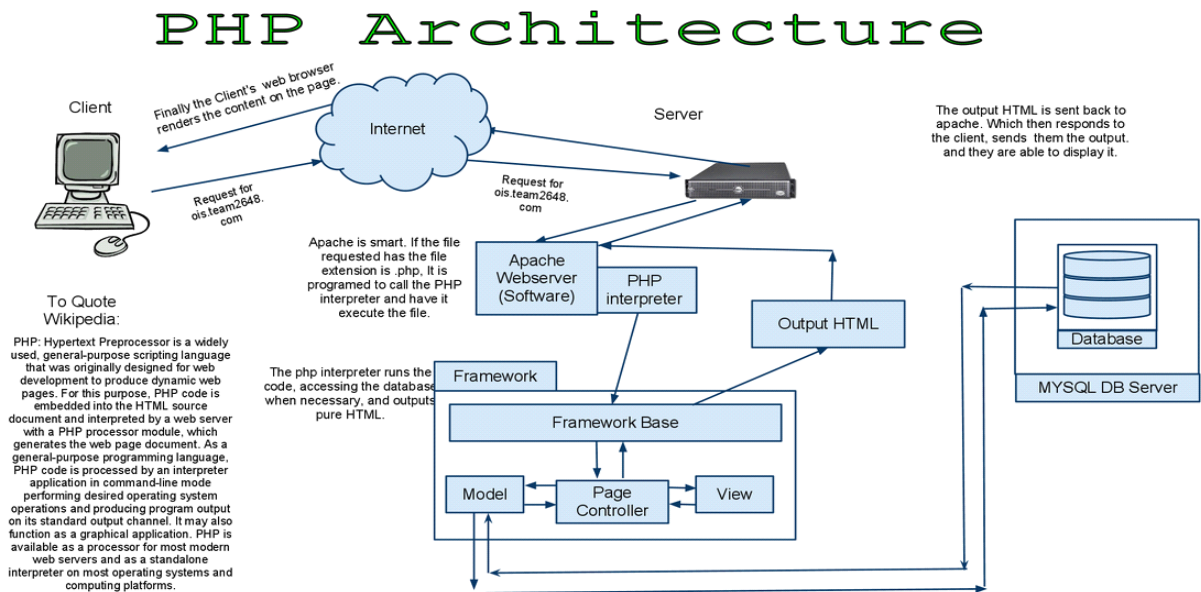 PHP Architecture
Client
Finally the Client's web browser
renders the content on the page.
Internet
Server
The output HTML is sent back to
apache. Which then responds to
the client, sends them the output.
and they are able to display it.
Request for
ois.team2648.
com
Request for
ois.team2648.
com
Apache is smart. If the file
requested has the file
extension is .php, It is
programed to call the PHP
interpreter and have it
execute the file.
Apache
Webserver
(Software)
PHP
interpreter
Output HTML
Database
MYSQL DB Server
To Quote
Wikipedia:
PHP: Hypertext Preprocessor is a widely
used, general-purpose scripting language
that was originally designed for web
development to produce dynamic web
pages. For this purpose, PHP code is
embedded into the HTML source
document and interpreted by a web server
with a PHP processor module, which
generates the web page document. As a
general-purpose programming language,
PHP code is processed by an interpreter
application in command-line mode
performing desired operating system
operations and producing program output
on its standard output channel. It may also
function as a graphical application. PHP is
available as a processor for most modern
web servers and as a standalone
interpreter on most operating systems and
computing platforms.
The php interpreter runs the
code, accessing the database
when necessary, and outputs
pure HTML.
Framework
Framework Base
Model
Page
Controller
View